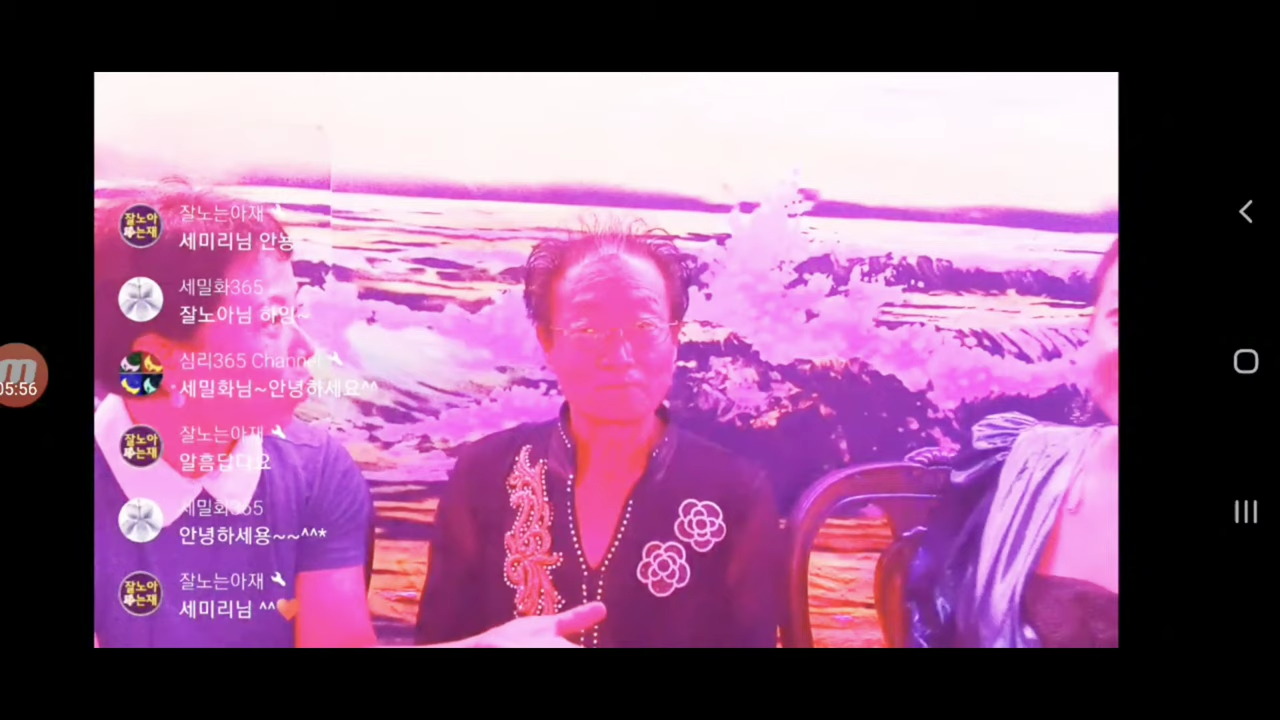 잘노는아재
세미리님 안뇽
05:56
세밀화365
잘노아님 하잉~
심리365 Channel
세밀화님~안녕하세요^^
잘노는아재
알흠답다요
세밀화365
안녕하세용~~^^*
잘노는아재
세미리님 ^^🧡